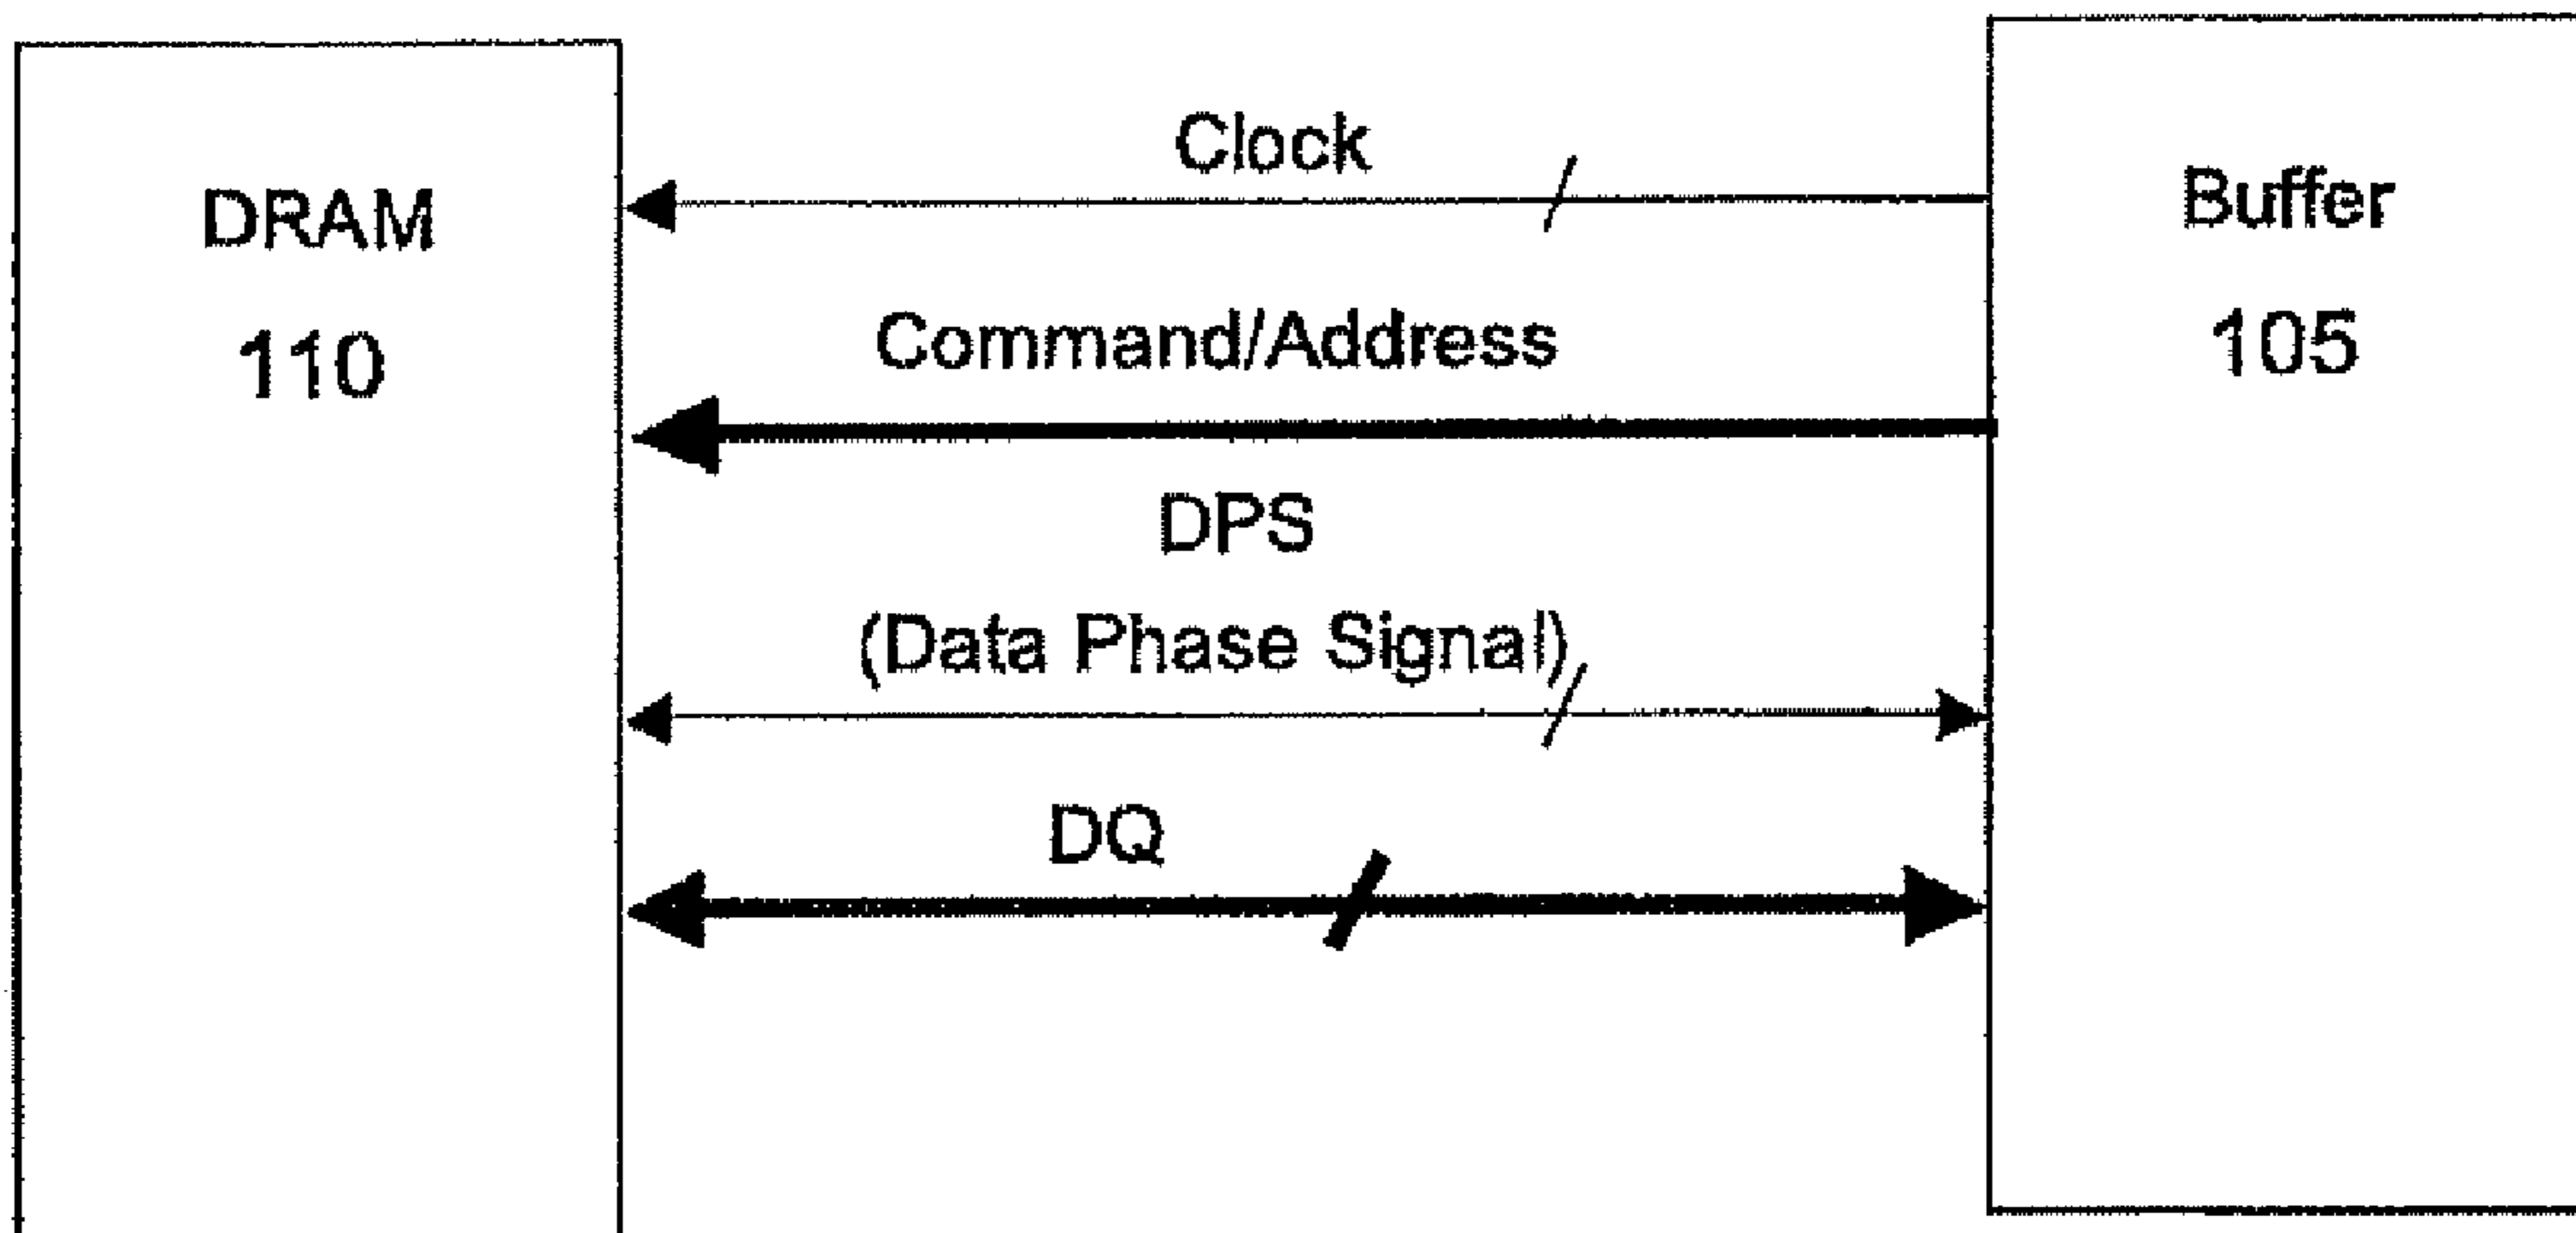 DRAM
110
Clock
Command/Address
DPS
(Data Phase Signal)
DQ
Buffer
105